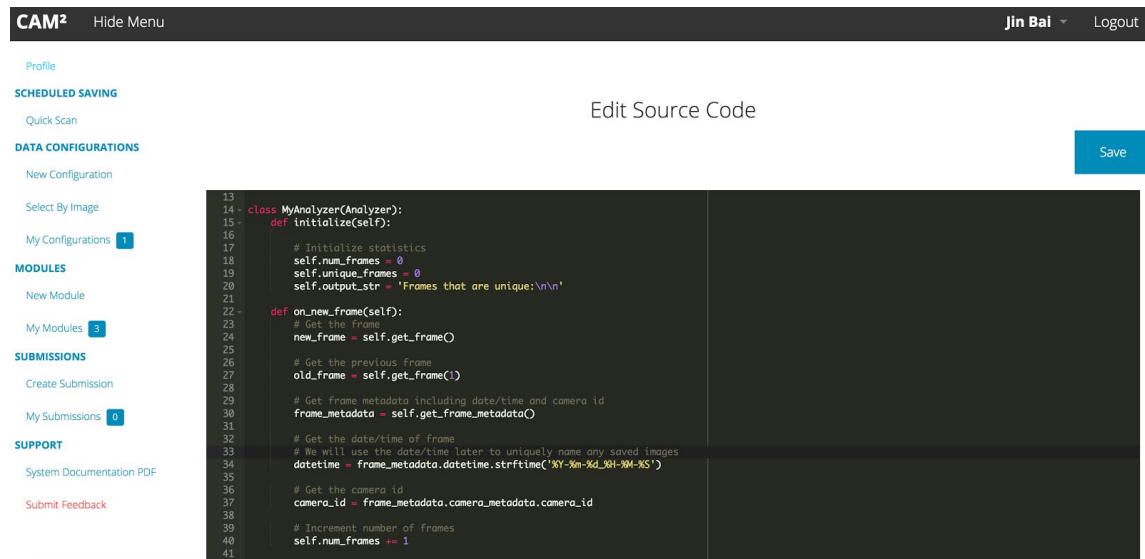 CAM² Hide Menu Jin Bai Logout
Profile
SCHEDULED SAVING
Quick Scan
DATA CONFIGURATIONS
New Configuration
Select By Image
My Configurations 1
MODULES
New Module
My Modules 3
SUBMISSIONS
Create Submission
My Submissions 0
SUPPORT
System Documentation PDF
Submit Feedback
Edit Source Code
Save
13
14 class MyAnalyzer(Analyzer):
15     def initialize(self):
16
17         # Initialize statistics
18         self.num_frames = 0
19         self.unique_frames = 0
20         self.output_str = 'Frames that are unique:\n\n'
21
22     def on_new_frame(self):
23         # Get the frame
24         new_frame = self.get_frame()
25
26         # Get the previous frame
27         old_frame = self.get_frame(1)
28
29         # Get frame metadata including date/time and camera id
30         frame_metadata = self.get_frame_metadata()
31
32         # Get the date/time of frame
33         # We will use the date/time later to uniquely name any saved images
34         datetime = frame_metadata.datetime.strftime('%Y-%m-%d_%H-%M-%S')
35
36         # Get the camera id
37         camera_id = frame_metadata.camera_metadata.camera_id
38
39         # Increment number of frames
40         self.num_frames += 1
41